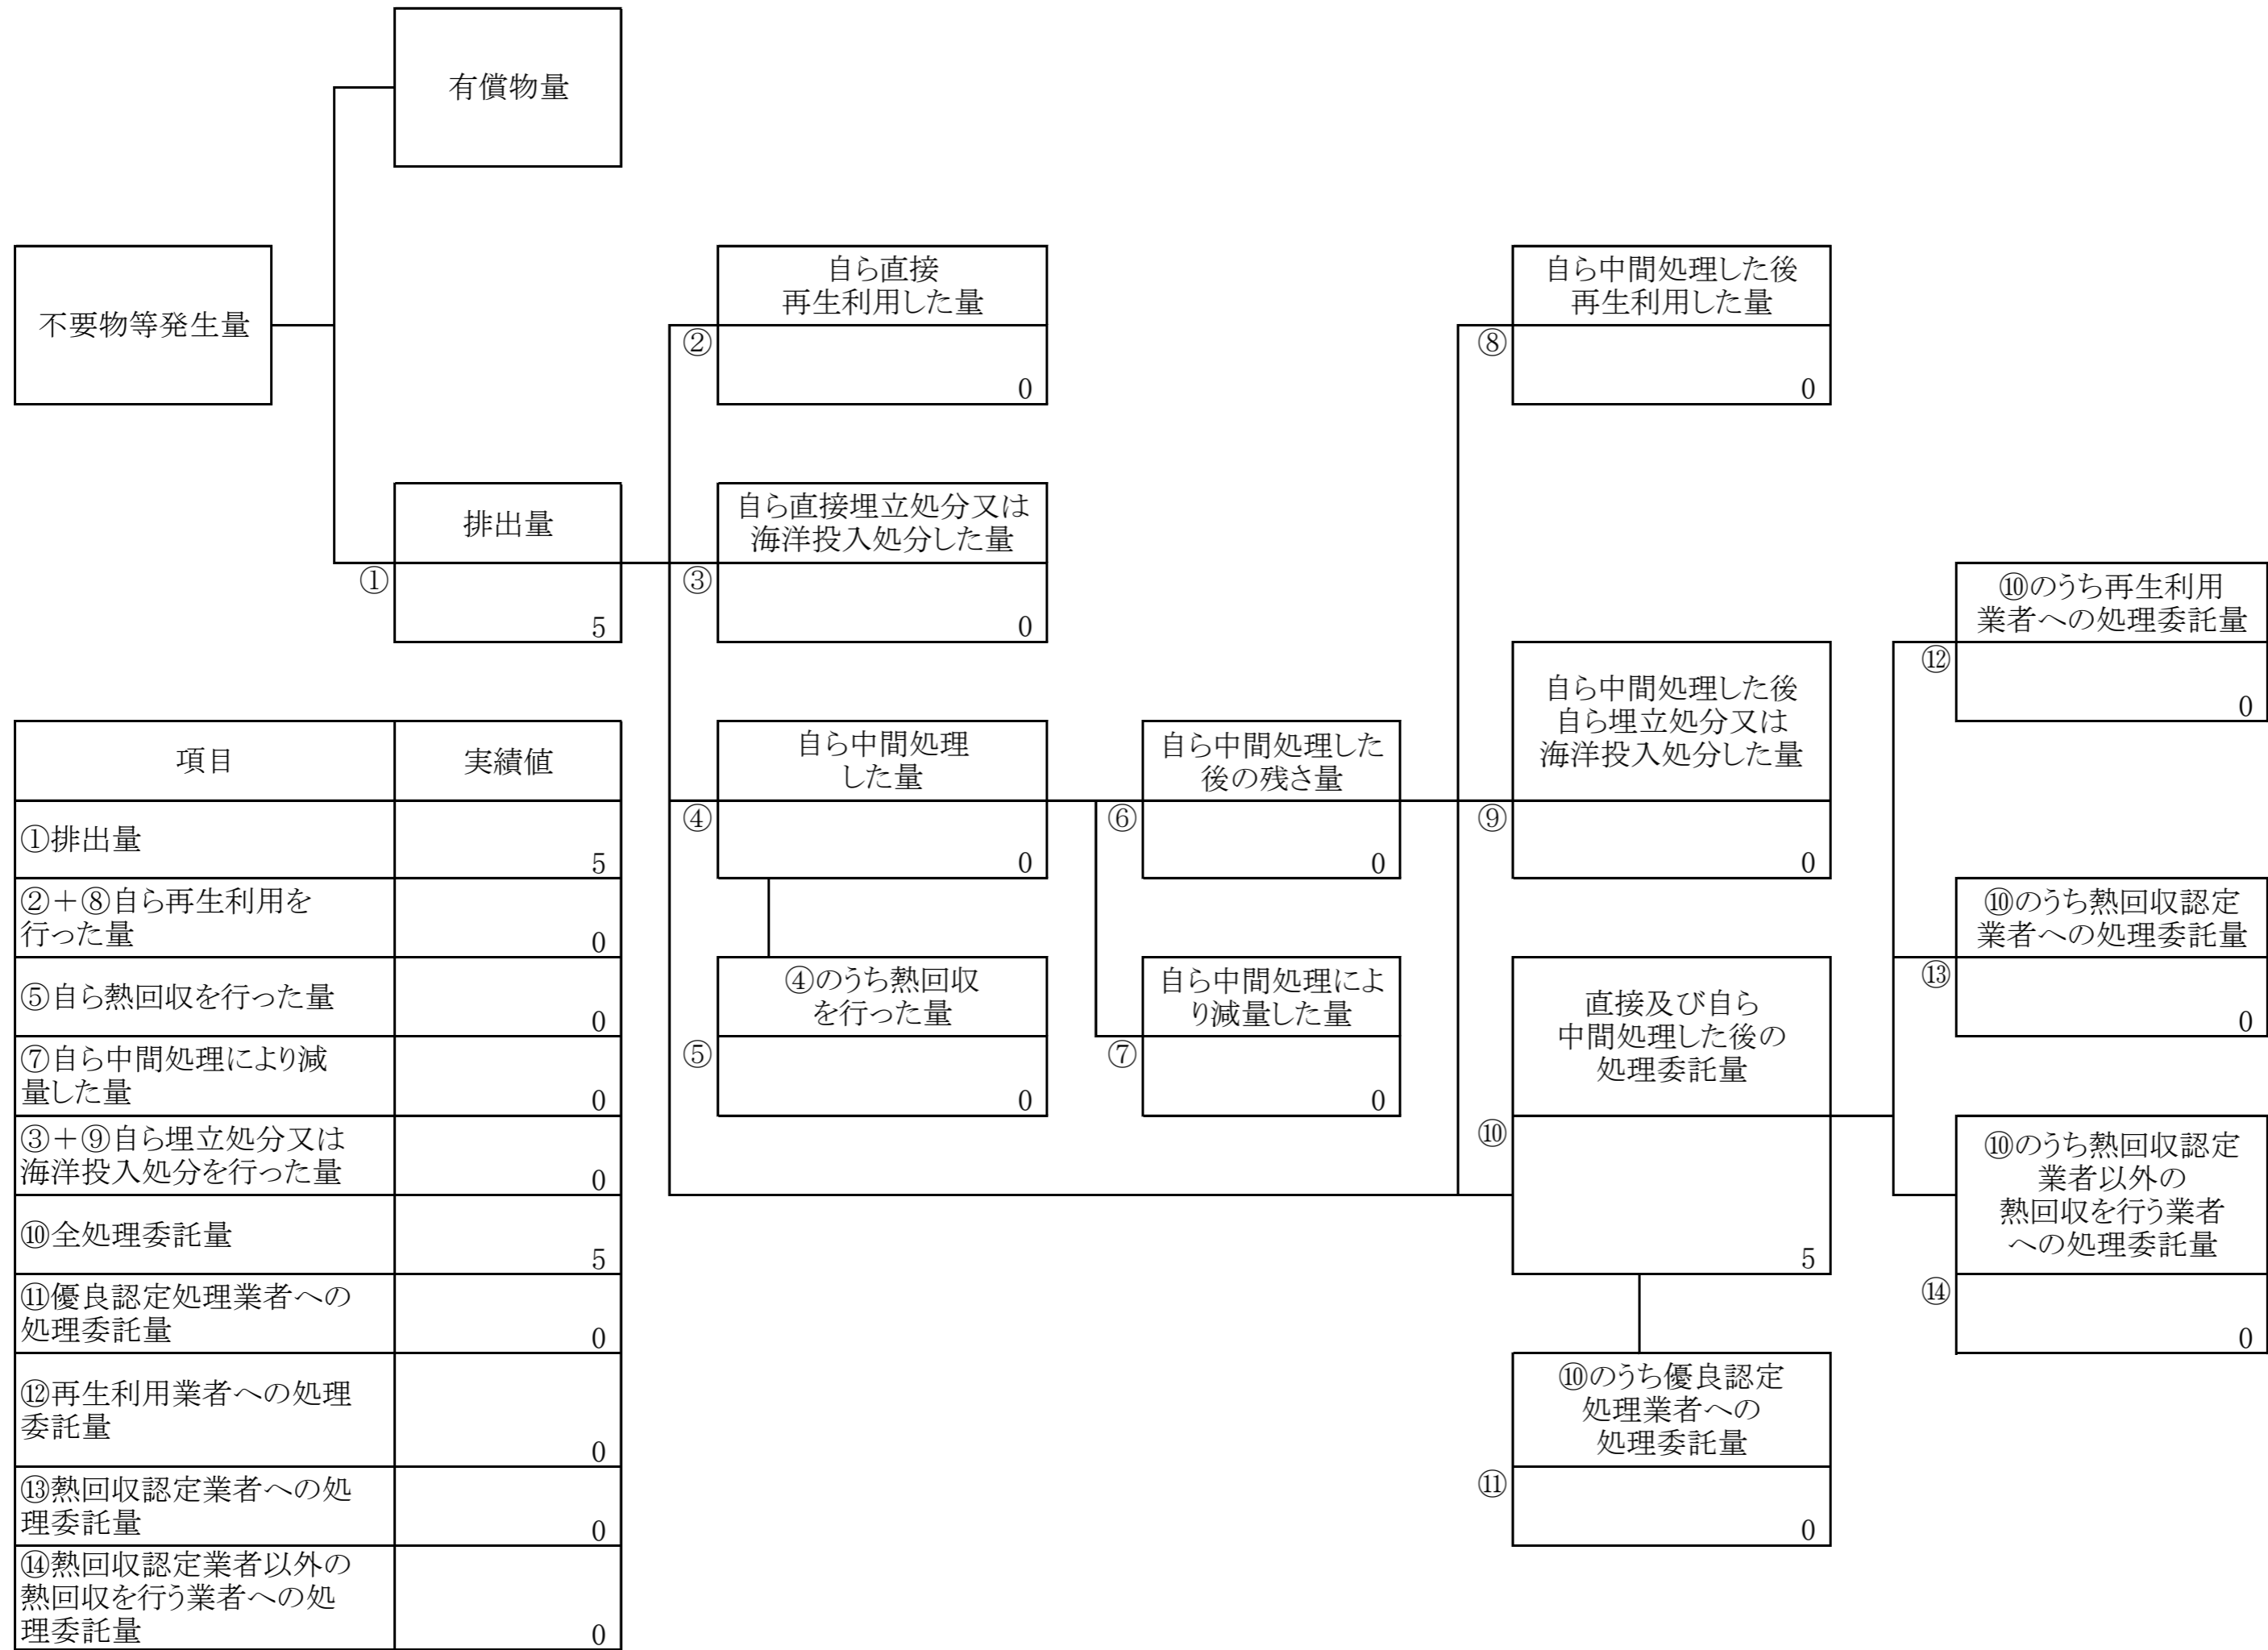 有償物量
不要物等発生量
自ら直接
再生利用した量
②
0
自ら中間処理した後
再生利用した量
⑧
0
排出量
①
5
自ら直接埋立処分又は
海洋投入処分した量
③
0
⑩のうち再生利用
業者への処理委託量
⑫
0
自ら中間処理した後
自ら埋立処分又は
海洋投入処分した量
⑨
0
自ら中間処理
した量
④
0
自ら中間処理した
後の残さ量
⑥
0
④のうち熱回収
を行った量
⑤
0
自ら中間処理によ
り減量した量
⑦
0
⑩のうち熱回収認定
業者への処理委託量
⑬
0
直接及び自ら
中間処理した後の
処理委託量
⑩
5
⑩のうち熱回収認定
業者以外の
熱回収を行う業者
への処理委託量
⑭
0
⑩のうち優良認定
処理業者への
処理委託量
⑪
0
項目 実績値
①排出量
5
②+⑧自ら再生利用を
行った量
0
⑤自ら熱回収を行った量
0
⑦自ら中間処理により減
量した量
0
③+⑨自ら埋立処分又は
海洋投入処分を行った量
0
⑩全処理委託量
5
⑪優良認定処理業者への
処理委託量
0
⑫再生利用業者への処理
委託量
0
⑬熱回収認定業者への処
理委託量
0
⑭熱回収認定業者以外の
熱回収を行う業者への処
理委託量
0